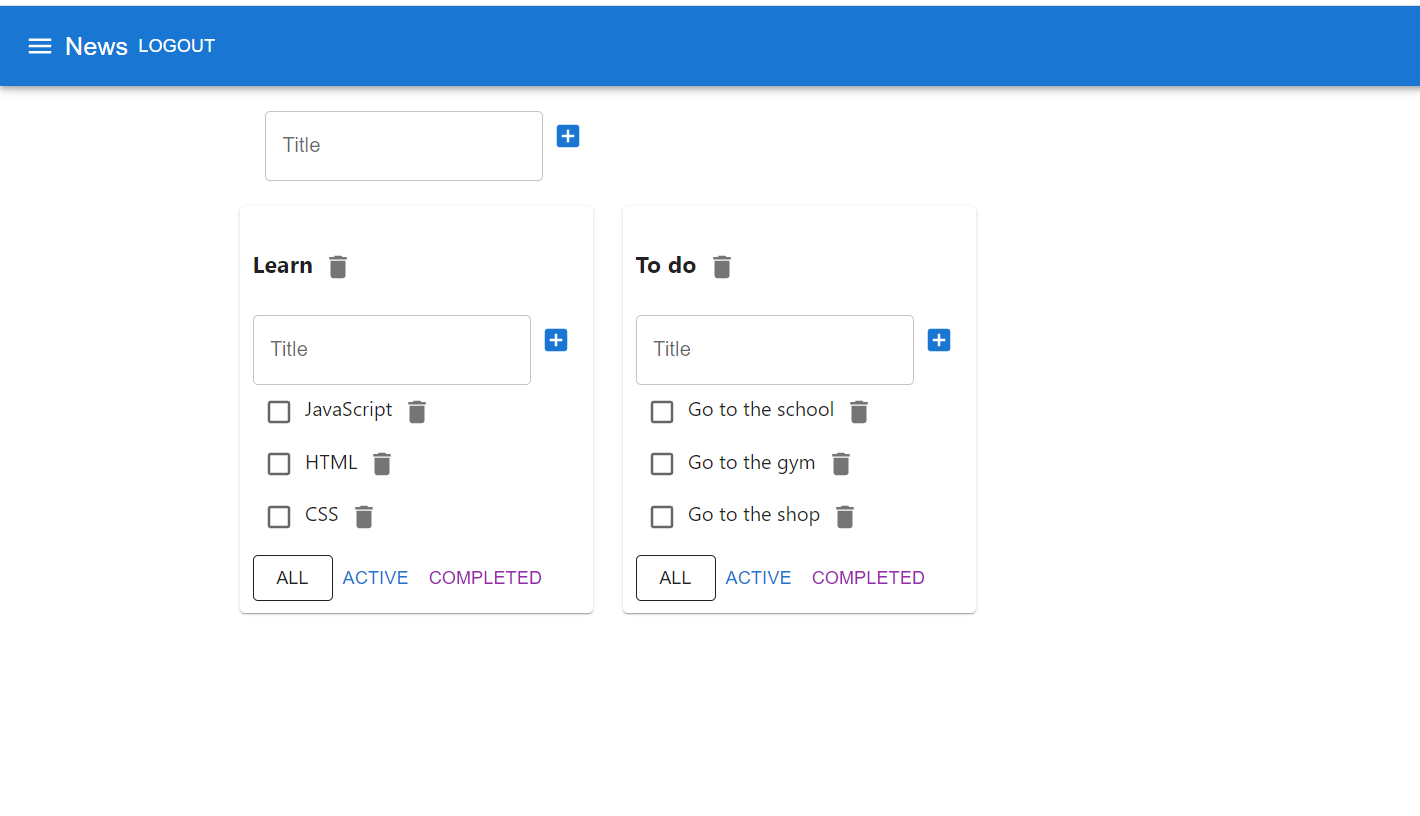 News LOGOUT
Title
Learn
Title
JavaScript
HTML
CSS
ALL ACTIVE COMPLETED
To do
Title
Go to the school
Go to the gym
Go to the shop
ALL ACTIVE COMPLETED